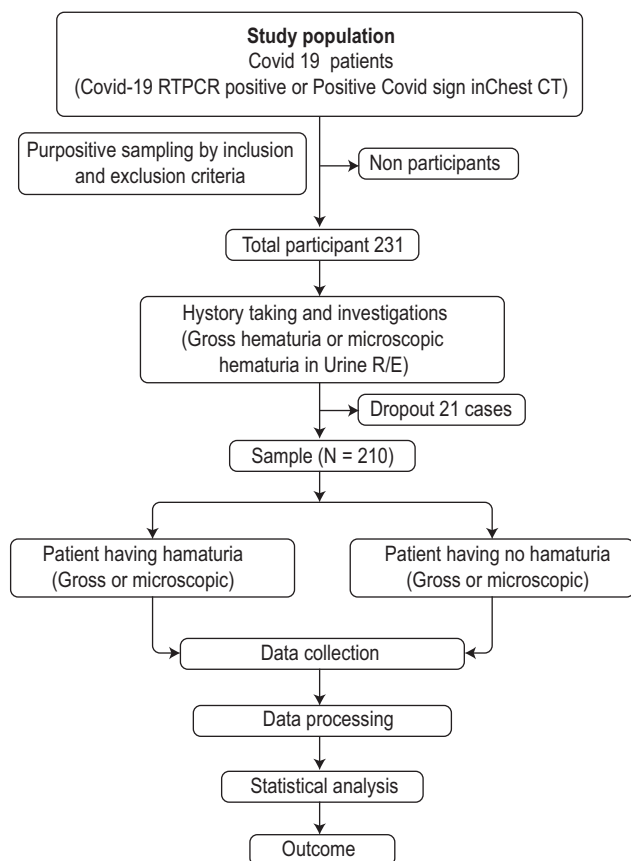 Study population
Covid 19 patients
(Covid-19 RTPCR positive or Positive Covid sign inChest CT)
Purpositive sampling by inclusion
and exclusion criteria
Non participants
Total participant 231
Hystory taking and investigations
(Gross hematuria or microscopic
hematuria in Urine R/E)
Dropout 21 cases
Sample (N = 210)
Patient having hamaturia
(Gross or microscopic)
Patient having no hamaturia
(Gross or microscopic)
Data collection
Data processing
Statistical analysis
Outcome